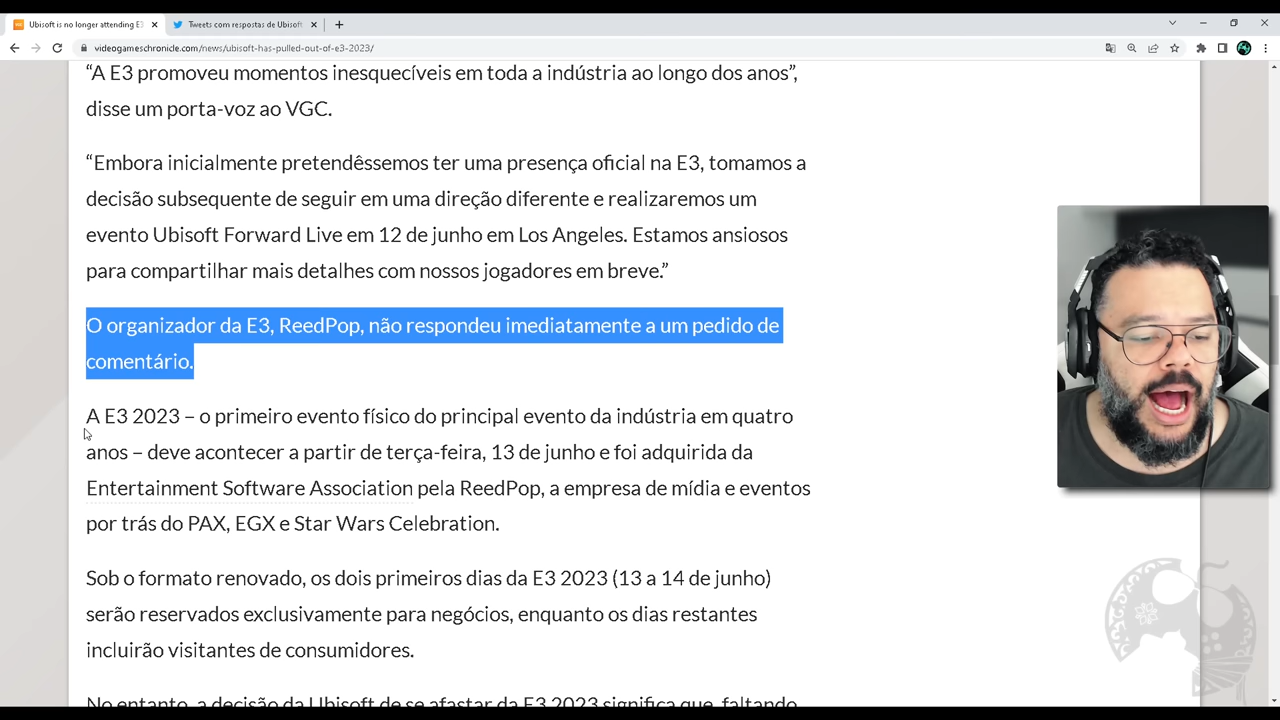 Ubisoft is no longer attending E3
Tweets com respostas de Ubisoft
videogameschronicle.com/news/ubisoft-has-pulled-out-of-e3-2023/
“A E3 promoveu momentos inesquecíveis em toda a indústria ao longo dos anos”,
disse um porta-voz ao VGC.
“Embora inicialmente pretendêssemos ter uma presença oficial na E3, tomamos a
decisão subsequente de seguir em uma direção diferente e realizaremos um
evento Ubisoft Forward Live em 12 de junho em Los Angeles. Estamos ansiosos
para compartilhar mais detalhes com nossos jogadores em breve.”
O organizador da E3, ReedPop, não respondeu imediatamente a um pedido de
comentário.
A E3 2023 – o primeiro evento físico do principal evento da indústria em quatro
anos – deve acontecer a partir de terça-feira, 13 de junho e foi adquirida da
Entertainment Software Association pela ReedPop, a empresa de mídia e eventos
por trás do PAX, EGX e Star Wars Celebration.
Sob o formato renovado, os dois primeiros dias da E3 2023 (13 a 14 de junho)
serão reservados exclusivamente para negócios, enquanto os dias restantes
incluirão visitantes de consumidores.
No entanto, a decisão da Ubisoft de se afastar da E3 2023 significa que, faltando